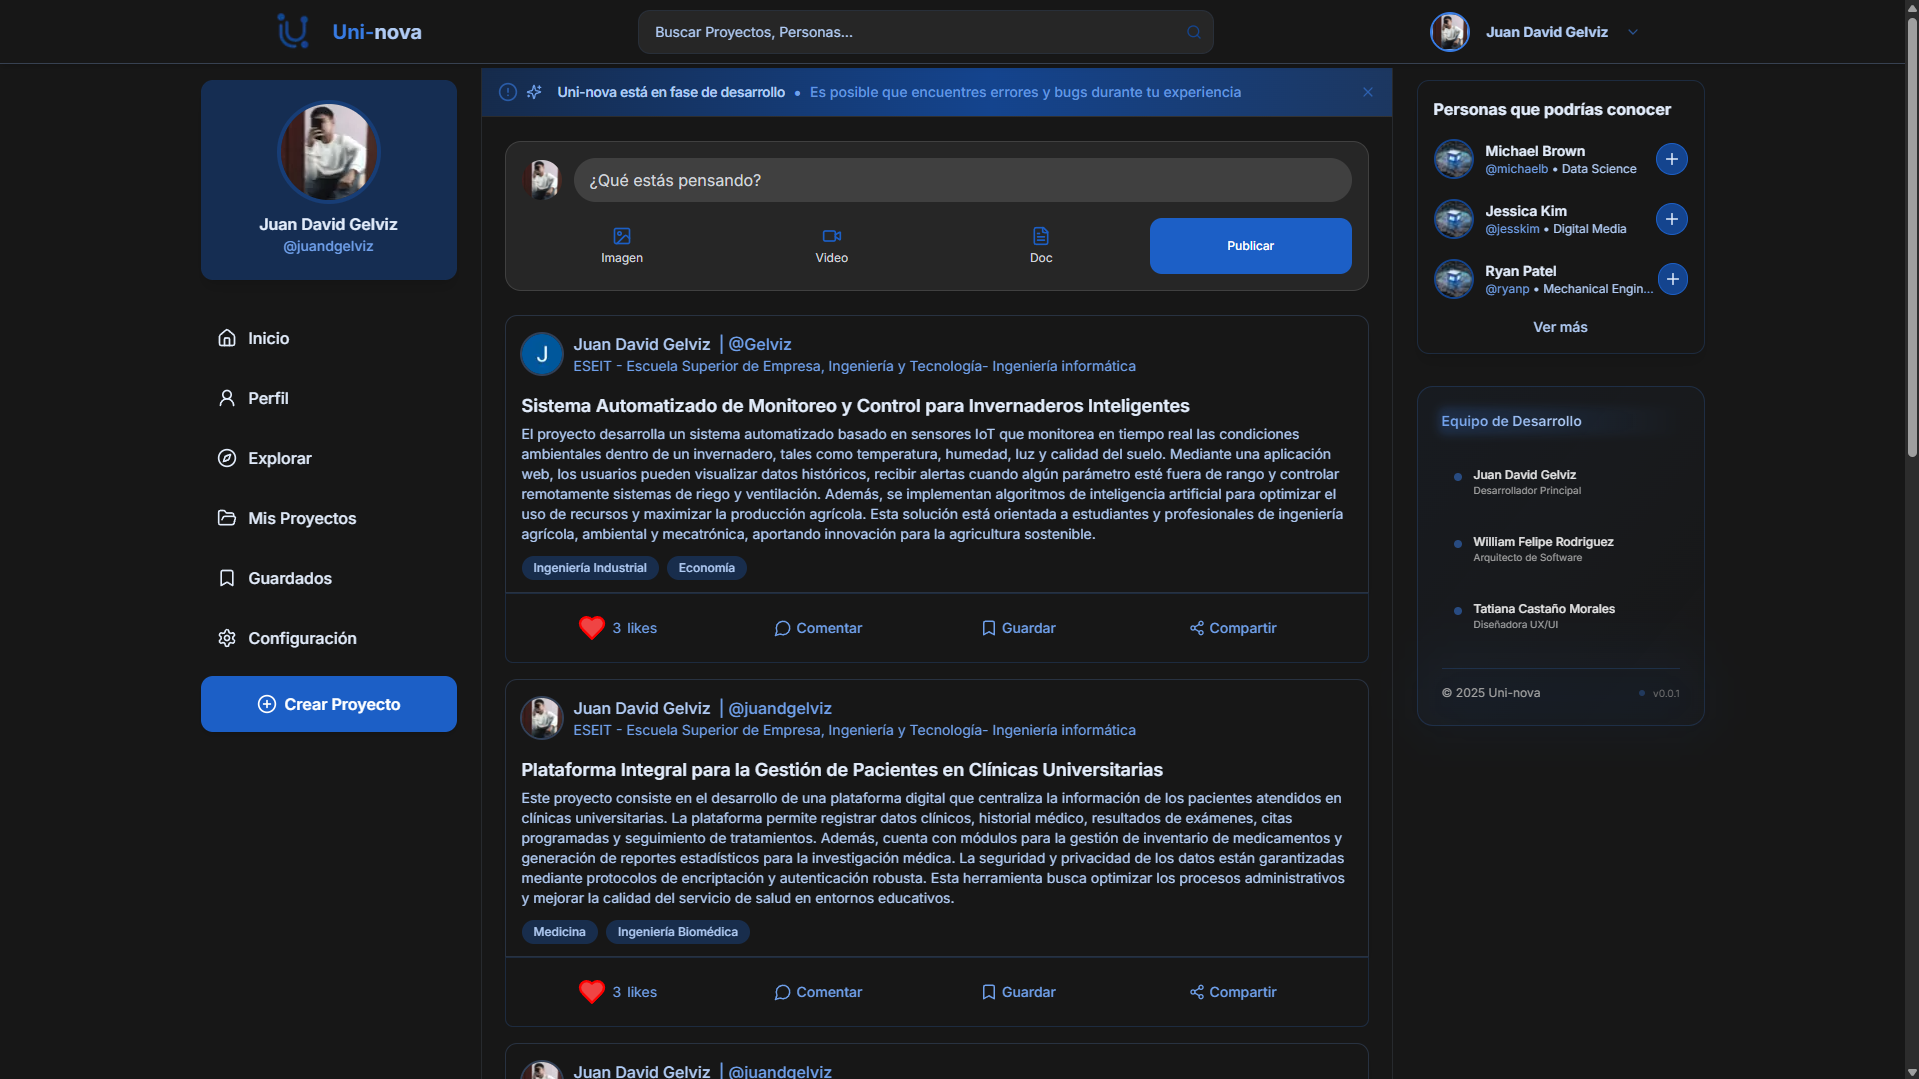 Uni-nova
Buscar Proyectos, Personas...
Juan David Gelviz
Juan David Gelviz
@juandgelviz
Inicio
Perfil
Explorar
Mis Proyectos
Guardados
Configuración
Crear Proyecto
Uni-nova está en fase de desarrollo • Es posible que encuentres errores y bugs durante tu experiencia
¿Qué estás pensando?
Imagen
Video
Doc
Publicar
J
Juan David Gelviz | @Gelviz
ESEIT - Escuela Superior de Empresa, Ingeniería y Tecnología- Ingeniería informática
Sistema Automatizado de Monitoreo y Control para Invernaderos Inteligentes
El proyecto desarrolla un sistema automatizado basado en sensores IoT que monitorea en tiempo real las condiciones
ambientales dentro de un invernadero, tales como temperatura, humedad, luz y calidad del suelo. Mediante una aplicación
web, los usuarios pueden visualizar datos históricos, recibir alertas cuando algún parámetro esté fuera de rango y controlar
remotamente sistemas de riego y ventilación. Además, se implementan algoritmos de inteligencia artificial para optimizar el
uso de recursos y maximizar la producción agrícola. Esta solución está orientada a estudiantes y profesionales de ingeniería
agrícola, ambiental y mecatrónica, aportando innovación para la agricultura sostenible.
Ingeniería Industrial
Economía
3 likes
Comentar
Guardar
Compartir
Juan David Gelviz | @juandgelviz
ESEIT - Escuela Superior de Empresa, Ingeniería y Tecnología- Ingeniería informática
Plataforma Integral para la Gestión de Pacientes en Clínicas Universitarias
Este proyecto consiste en el desarrollo de una plataforma digital que centraliza la información de los pacientes atendidos en
clínicas universitarias. La plataforma permite registrar datos clínicos, historial médico, resultados de exámenes, citas
programadas y seguimiento de tratamientos. Además, cuenta con módulos para la gestión de inventario de medicamentos y
generación de reportes estadísticos para la investigación médica. La seguridad y privacidad de los datos están garantizadas
mediante protocolos de encriptación y autenticación robusta. Esta herramienta busca optimizar los procesos administrativos
y mejorar la calidad del servicio de salud en entornos educativos.
Medicina
Ingeniería Biomédica
3 likes
Comentar
Guardar
Compartir
Juan David Gelviz | @juandgelviz
Personas que podrías conocer
Michael Brown
@michaelb • Data Science
Jessica Kim
@jesskim • Digital Media
Ryan Patel
@ryanp • Mechanical Engin...
Ver más
Equipo de Desarrollo
Juan David Gelviz
Desarrollador Principal
William Felipe Rodriguez
Arquitecto de Software
Tatiana Castaño Morales
Diseñadora UX/UI
© 2025 Uni-nova
v0.0.1